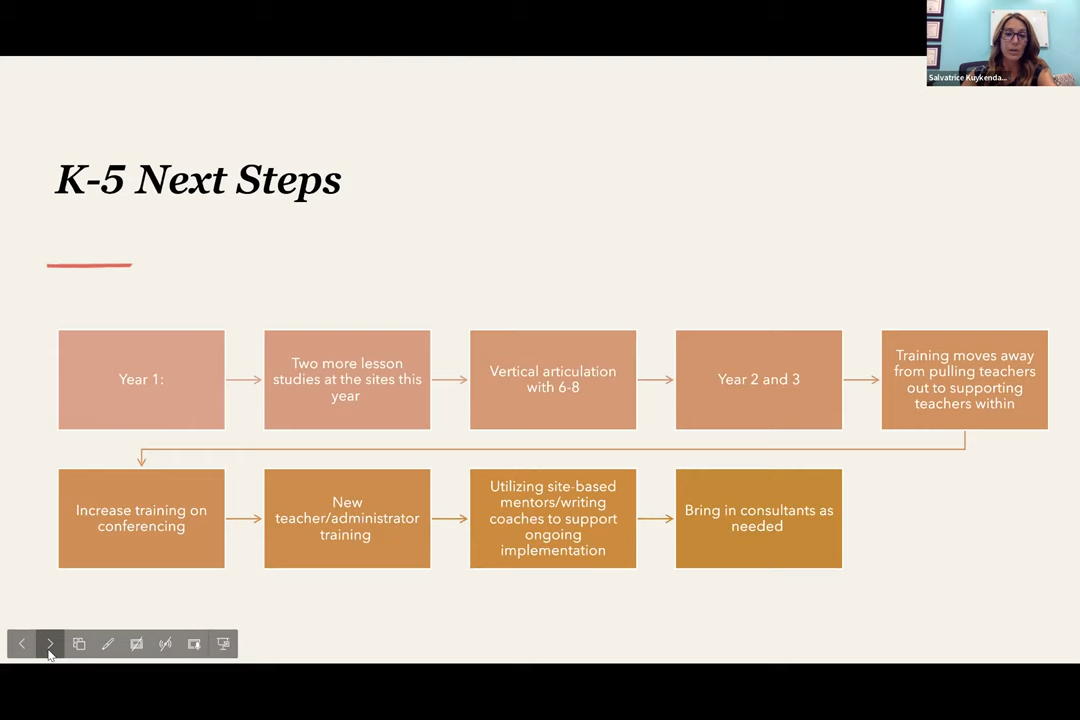 Salvatrice Kuykenda...
K-5 Next Steps
Year 1:
Two more lesson
studies at the sites this
year
Vertical articulation
with 6-8
Year 2 and 3
Training moves away
from pulling teachers
out to supporting
teachers within
Increase training on
conferencing
New
teacher/administrator
training
Utilizing site-based
mentors/writing
coaches to support
ongoing
implementation
Bring in consultants as
needed